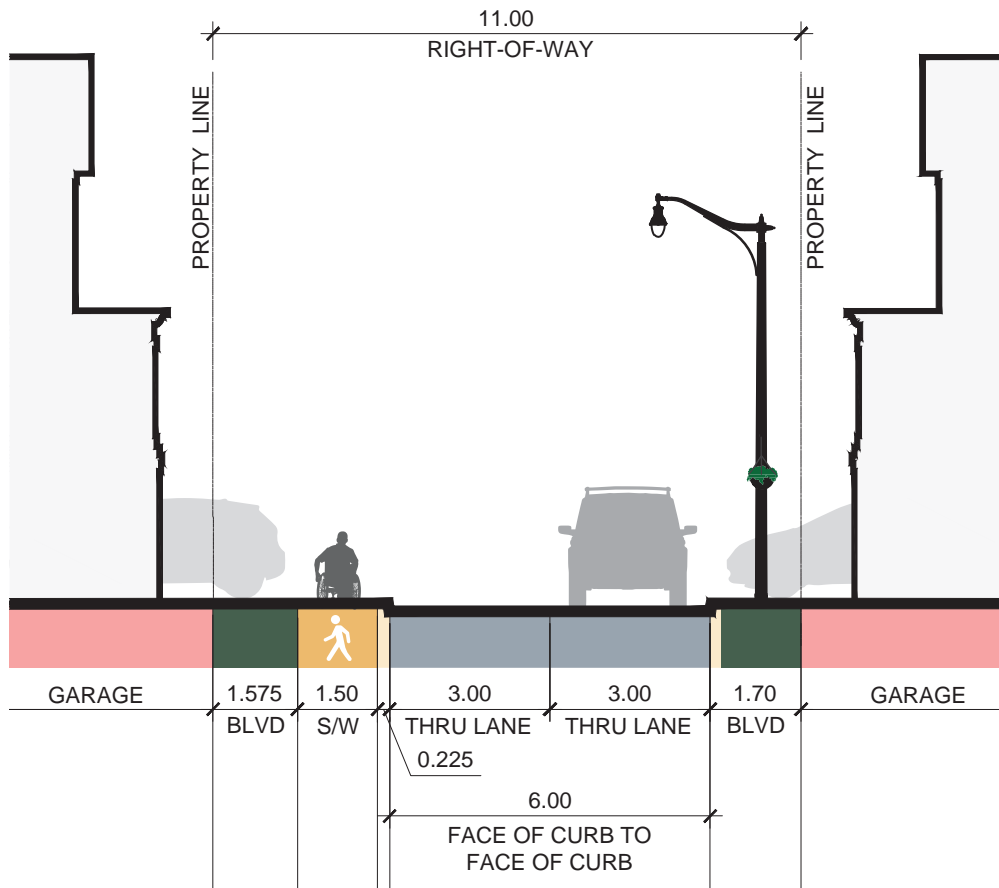 11.00
RIGHT-OF-WAY
PROPERTY LINE
PROPERTY LINE
GARAGE
1.575
BLVD
1.50
S/W
3.00
THRU LANE
3.00
THRU LANE
1.70
BLVD
GARAGE
0.225
6.00
FACE OF CURB TO
FACE OF CURB